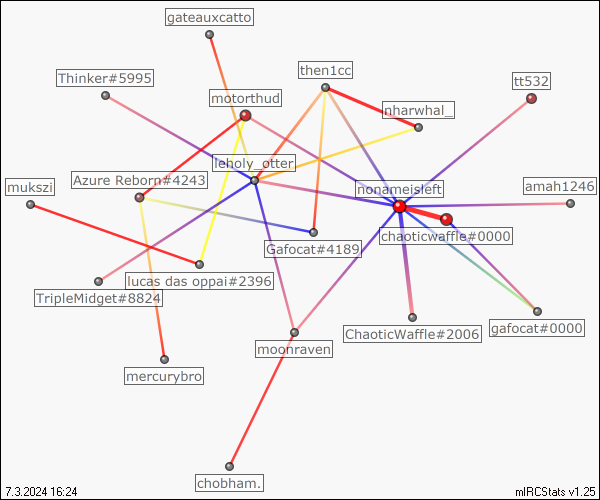 gateauxcatto
Thinker#5995
then1cc
tt532
motorthud
nharwhal_
leholy_otter
mukszi
Azure Reborn#4243
nonameisleft
amah1246
chaoticwaffle#0000
Gafocat#4189
lucas das oppai#2396
TripleMidget#8824
ChaoticWaffle#2006
gafocat#0000
moonraven
mercurybro
chobham.
7.3.2024 16:24
mIRCStats v1.25